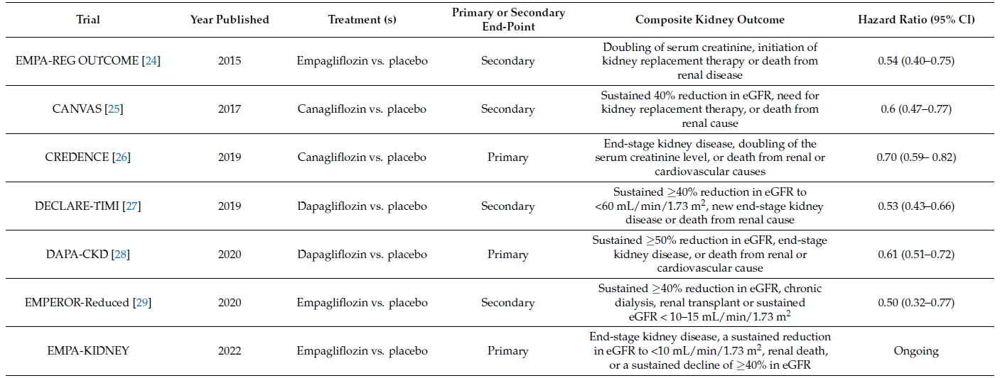 Trial Year Published Treatment (s) Primary or Secondary End-Point Composite Kidney Outcome Hazard Ratio (95% CI)
EMPA-REG OUTCOME [24] 2015 Empagliflozin vs. placebo Secondary
Doubling of serum creatinine, initiation of
kidney replacement therapy or death from
renal disease
0.54 (0.40–0.75)
CANVAS [25] 2017 Canagliflozin vs. placebo Secondary
Sustained 40% reduction in eGFR, need for
kidney replacement therapy, or death from
renal cause
0.6 (0.47–0.77)
CREDENCE [26] 2019 Canagliflozin vs. placebo Primary
End-stage kidney disease, doubling of the
serum creatinine level, or death from renal or
cardiovascular causes
0.70 (0.59– 0.82)
DECLARE-TIMI [27] 2019 Dapagliflozin vs. placebo Secondary
Sustained ≥40% reduction in eGFR to
<60 mL/min/1.73 m², new end-stage kidney
disease or death from renal cause
0.53 (0.43–0.66)
DAPA-CKD [28] 2020 Dapagliflozin vs. placebo Primary
Sustained ≥50% reduction in eGFR, end-stage
kidney disease, or death from renal or
cardiovascular cause
0.61 (0.51–0.72)
EMPEROR-Reduced [29] 2020 Empagliflozin vs. placebo Secondary
Sustained ≥40% reduction in eGFR, chronic
dialysis, renal transplant or sustained
eGFR < 10–15 mL/min/1.73 m²
0.50 (0.32–0.77)
EMPA-KIDNEY 2022 Empagliflozin vs. placebo Primary
End-stage kidney disease, a sustained reduction
in eGFR to <10 mL/min/1.73 m², renal death,
or a sustained decline of ≥40% in eGFR
Ongoing